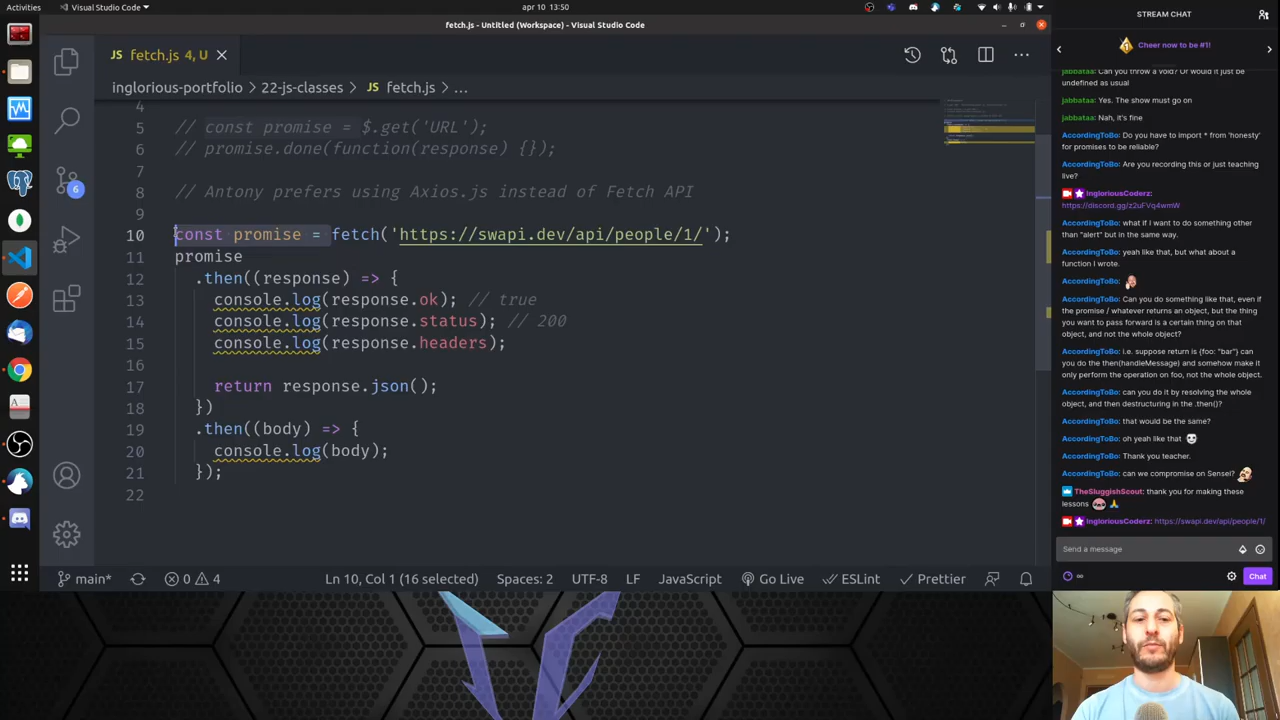 Activities
Visual Studio Code
apr 10 13:50
fetch.js - Untitled (Workspace) - Visual Studio Code
JS fetch.js 4, U
inglorious-portfolio > 22-js-classes > JS fetch.js > ...
4
5
6
7
8 // Antony prefers using Axios.js instead of Fetch API
9
10 const promise = fetch('https://swapi.dev/api/people/1/');
11 promise
12 .then((response) => {
13 console.log(response.ok); // true
14 console.log(response.status); // 200
15 console.log(response.headers);
16
17 return response.json();
18 })
19 .then((body) => {
20 console.log(body);
21 });
22
6
main*
0 4
Ln 10, Col 1 (16 selected)
Spaces: 2
UTF-8
LF
JavaScript
Go Live
ESLint
Prettier
STREAM CHAT
Cheer now to be #1!
jabbataa: Can you throw a void? Or would it just be
undefined as usual
jabbataa: Yes. The show must go on
jabbataa: Nah, it's fine
AccordingToBo: Do you have to import * from 'honesty'
for promises to be reliable?
AccordingToBo: Are you recording this or just teaching
live?
IngloriousCoderz:
https://discord.gg/z2uFVq4wmW
AccordingToBo: what if I want to do something other
than "alert" but in the same way.
AccordingToBo: yeah like that, but what about a
function I wrote.
AccordingToBo:
AccordingToBo: Can you do something like that, even if
the promise / whatever returns an object, but the thing
you want to pass forward is a certain thing on that
object, and not the whole object?
AccordingToBo: i.e. suppose return is {foo: "bar"} can
you do the then(handleMessage) and somehow make it
only perform the operation on foo, not the whole object.
AccordingToBo: can you do it by resolving the whole
object, and then destructuring in the .then()?
AccordingToBo: that would be the same?
AccordingToBo: oh yeah like that
AccordingToBo: Thank you teacher.
AccordingToBo: can we compromise on Sensei?
TheSluggishScout: thank you for making these
lessons
IngloriousCoderz: https://swapi.dev/api/people/1/
Send a message
Chat